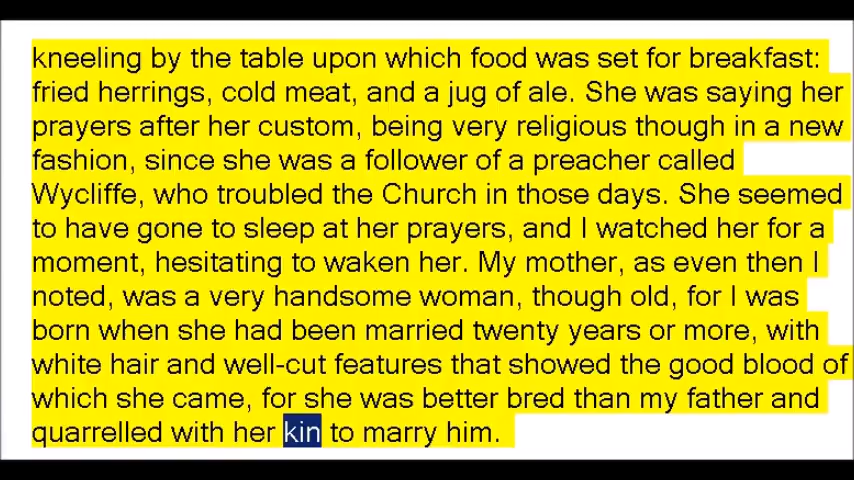 kneeling by the table upon which food was set for breakfast:
fried herrings, cold meat, and a jug of ale. She was saying her
prayers after her custom, being very religious though in a new
fashion, since she was a follower of a preacher called
Wycliffe, who troubled the Church in those days. She seemed
to have gone to sleep at her prayers, and I watched her for a
moment, hesitating to waken her. My mother, as even then I
noted, was a very handsome woman, though old, for I was
born when she had been married twenty years or more, with
white hair and well-cut features that showed the good blood of
which she came, for she was better bred than my father and
quarrelled with her kin to marry him.